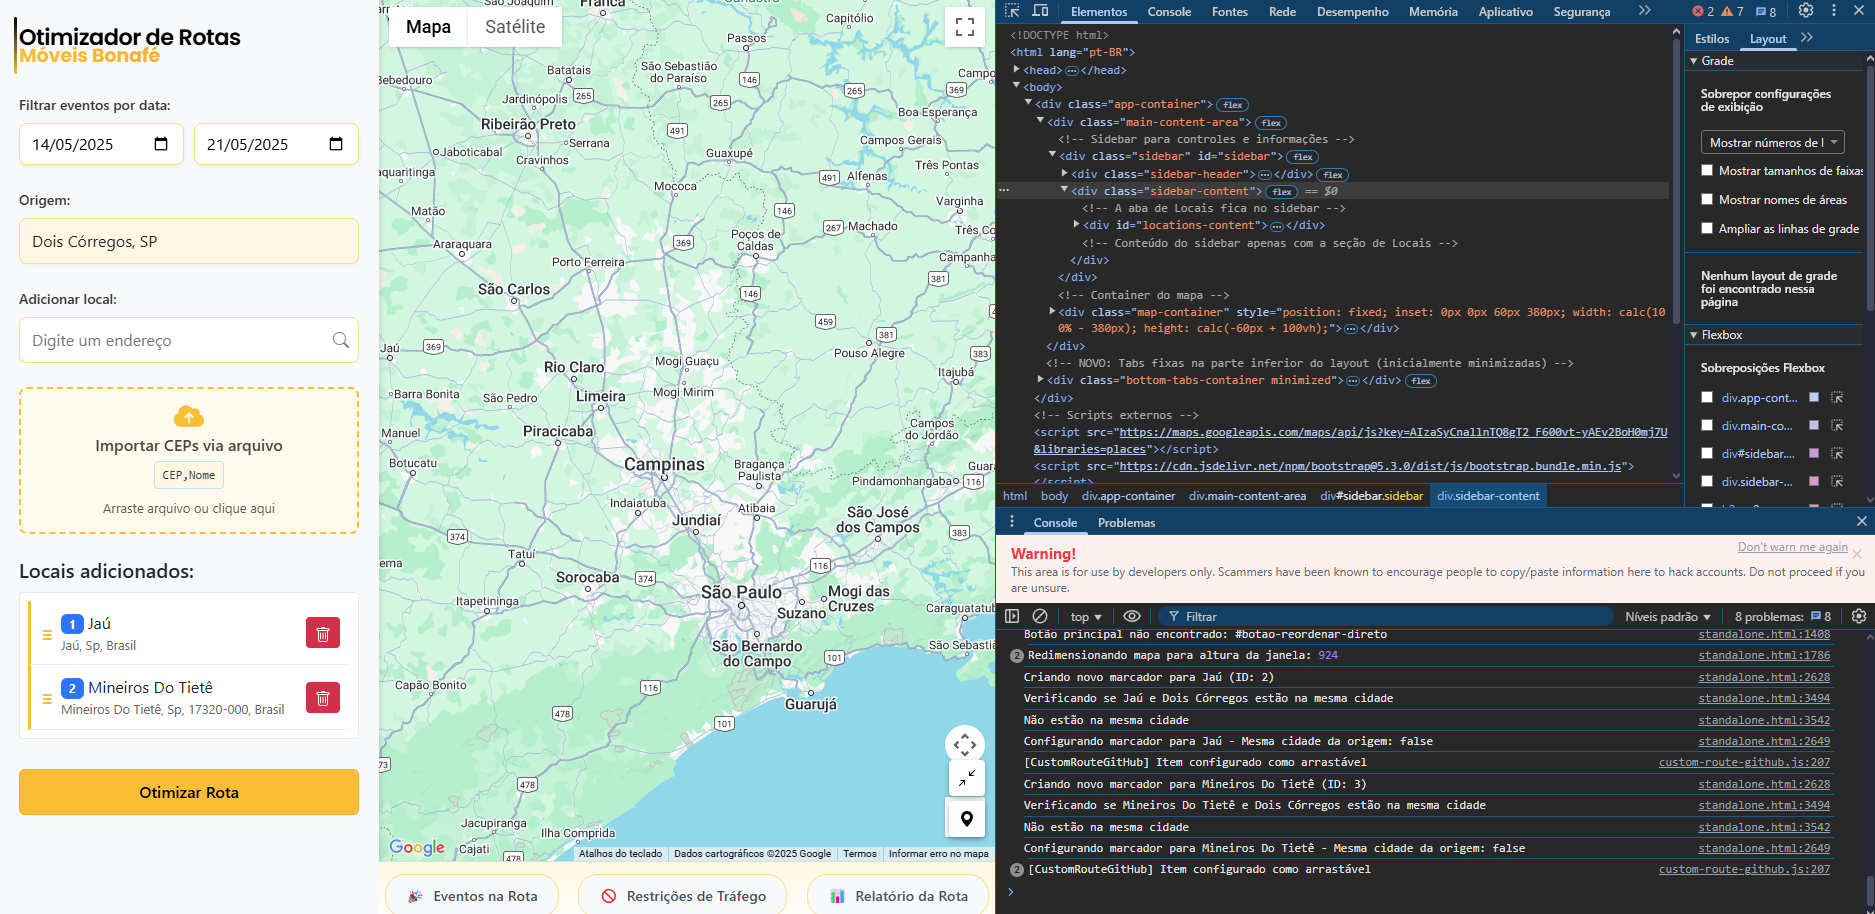 Otimizador de Rotas
Móveis Bonafé
Filtrar eventos por data:
14/05/2025
21/05/2025
Origem:
Dois Córregos, SP
Adicionar local:
Digite um endereço
Importar CEPs via arquivo
CEP,Nome
Arraste arquivo ou clique aqui
Locais adicionados:
1 Jaú
Jaú, Sp, Brasil
2 Mineiros Do Tietê
Mineiros Do Tietê, Sp, 17320-000, Brasil
Otimizar Rota
Mapa
Satélite
Franca
Capitólio
Passos
Batatais
São Sebastião do Paraíso
Bebedouro
Jardinópolis
Boa Esperança
Ribeirão Preto
Serrana
Jaboticabal
Cravinhos
Guaxupé
Campos Gerais
Três Pontas
Alfenas
Mococa
Varginha
Matão
Araraquara
Poços de Caldas
Machado
Porto Ferreira
São Carlos
Jaú
Mogi Guaçu
Pouso Alegre
Rio Claro
Itajubá
Mogi Mirim
Barra Bonita
São Pedro
Limeira
Piracicaba
Campos do Jordão
Botucatu
Campinas
Bragança Paulista
Pindamonhangaba
Indaiatuba
Atibaia
Jundiaí
São José dos Campos
Tatuí
Sorocaba
São Paulo
Mogi das Cruzes
Suzano
Itapetininga
São Bernardo do Campo
Capão Bonito
Guarujá
Jacupiranga
Ilha Comprida
Cajati
Google
Atalhos do teclado
Dados cartográficos ©2025 Google
Termos
Informar erro no mapa
Eventos na Rota
Restrições de Tráfego
Relatório da Rota
Elementos
Console
Fontes
Rede
Desempenho
Memória
Aplicativo
Segurança
2
7
8
<!DOCTYPE html>
<html lang="pt-BR">
<head> </head>
<body>
<div class="app-container"> flex
<div class="main-content-area"> flex
<!-- Sidebar para controles e informações -->
<div class="sidebar" id="sidebar"> flex
<div class="sidebar-header"> </div> flex
<div class="sidebar-content"> flex == $0
<!-- A aba de Locais fica no sidebar -->
<div id="locations-content"> </div>
<!-- Conteúdo do sidebar apenas com a seção de Locais -->
</div>
</div>
<!-- Container do mapa -->
<div class="map-container" style="position: fixed; inset: 0px 0px 60px 380px; width: calc(10
0% - 380px); height: calc(-60px + 100vh);"> </div>
</div>
<!-- NOVO: Tabs fixas na parte inferior do layout (inicialmente minimizadas) -->
<div class="bottom-tabs-container minimized"> </div> flex
</div>
<!-- Scripts externos -->
&libraries=places"></script>
<script src="https://cdn.jsdelivr.net/npm/bootstrap@5.3.0/dist/js/bootstrap.bundle.min.js">
html body div.app-container div.main-content-area div#sidebar.sidebar div.sidebar-content
Estilos
Layout
Grade
Sobrepor configurações de exibição
Mostrar números de l
Mostrar tamanhos de faixas
Mostrar nomes de áreas
Ampliar as linhas de grade
Nenhum layout de grade foi encontrado nessa página
Flexbox
Sobreposições Flexbox
div.app-cont...
div.main-co...
div#sidebar....
div.sidebar-...
Console
Problemas
Warning!
Don't warn me again
This area is for use by developers only. Scammers have been known to encourage people to copy/paste information here to hack accounts. Do not proceed if you
are unsure.
top
Filtrar
Níveis padrão
8 problemas: 8
Botão principal não encontrado: #botao-reordenar-direto standalone.html:1408
2 Redimensionando mapa para altura da janela: 924 standalone.html:1786
Criando novo marcador para Jaú (ID: 2) standalone.html:2628
Verificando se Jaú e Dois Córregos estão na mesma cidade standalone.html:3494
Não estão na mesma cidade standalone.html:3542
Configurando marcador para Jaú - Mesma cidade da origem: false standalone.html:2649
[CustomRouteGitHub] Item configurado como arrastável custom-route-github.js:207
Criando novo marcador para Mineiros Do Tietê (ID: 3) standalone.html:2628
Verificando se Mineiros Do Tietê e Dois Córregos estão na mesma cidade standalone.html:3494
Não estão na mesma cidade standalone.html:3542
Configurando marcador para Mineiros Do Tietê - Mesma cidade da origem: false standalone.html:2649
2 [CustomRouteGitHub] Item configurado como arrastável custom-route-github.js:207